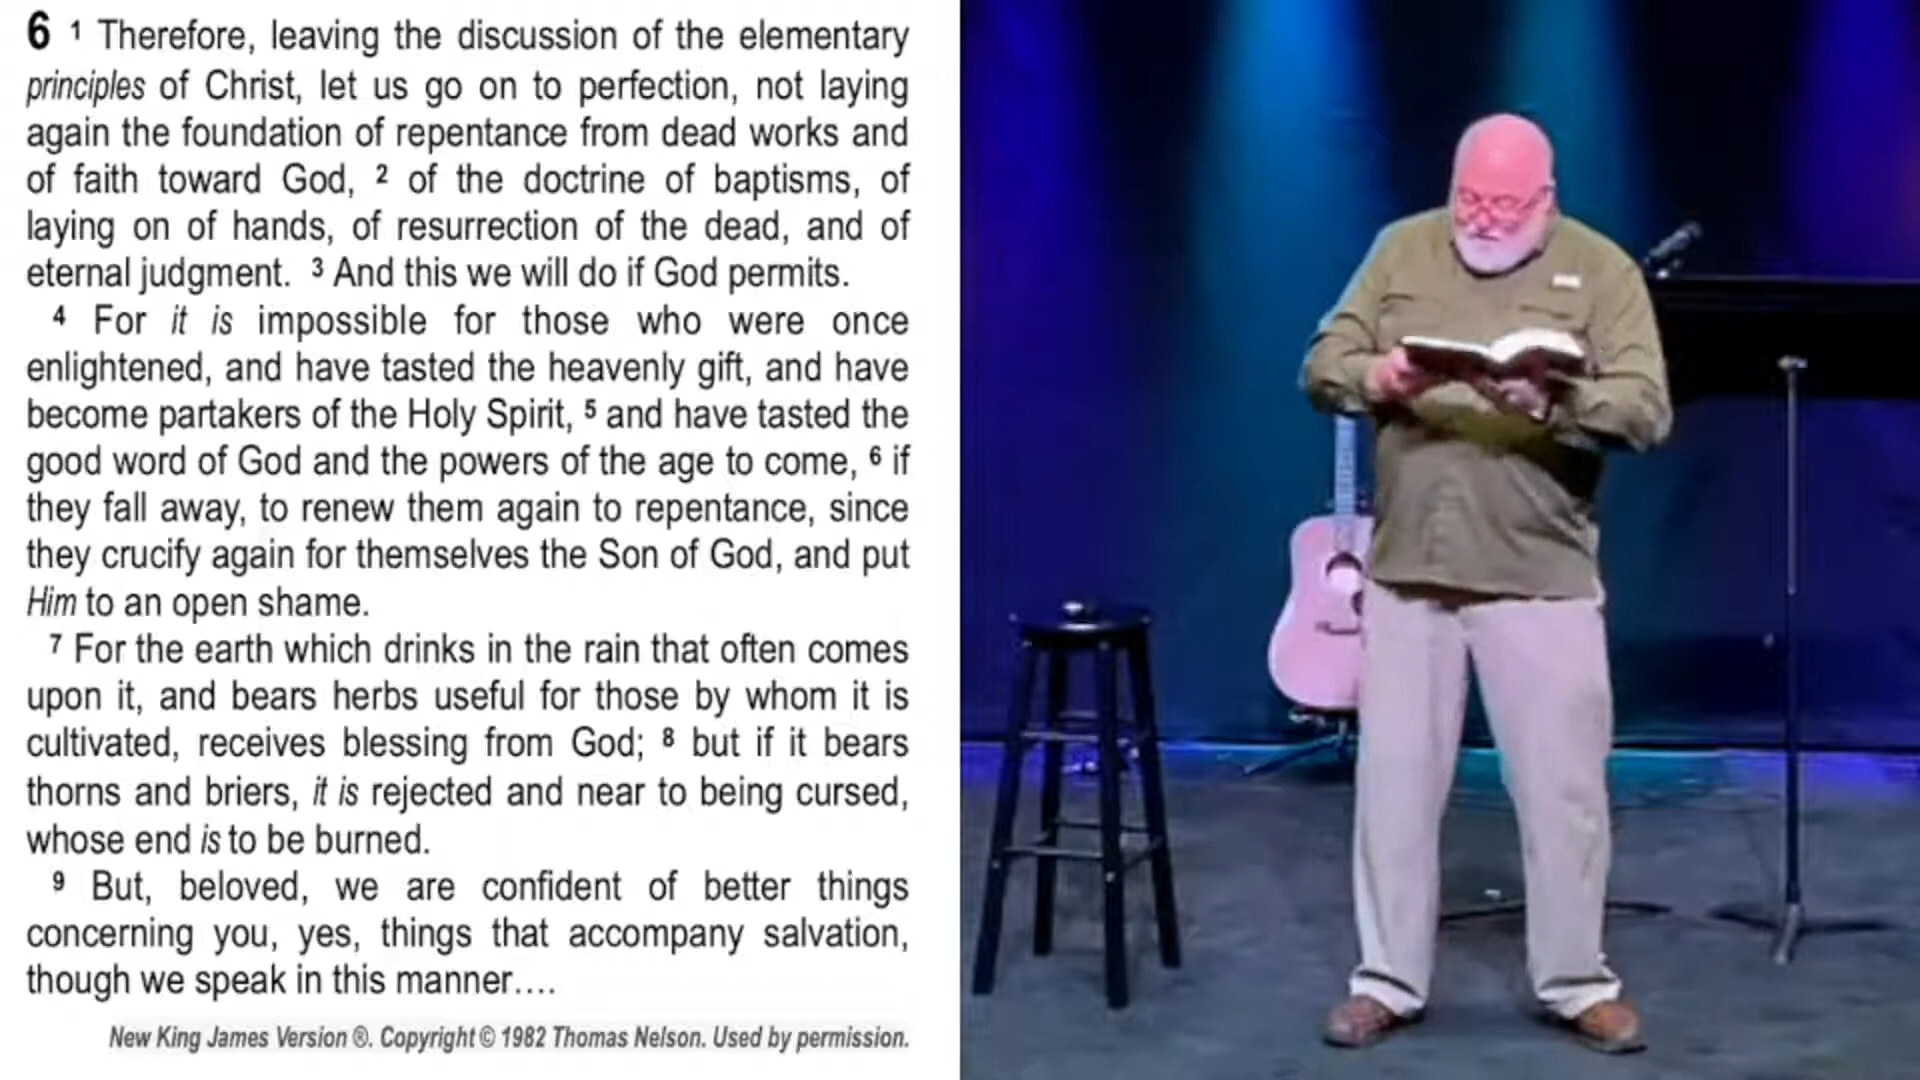 6 1 Therefore, leaving the discussion of the elementary
principles of Christ, let us go on to perfection, not laying
again the foundation of repentance from dead works and
of faith toward God, 2 of the doctrine of baptisms, of
laying on of hands, of resurrection of the dead, and of
eternal judgment. 3 And this we will do if God permits.
4 For it is impossible for those who were once
enlightened, and have tasted the heavenly gift, and have
become partakers of the Holy Spirit, 5 and have tasted the
good word of God and the powers of the age to come, 6 if
they fall away, to renew them again to repentance, since
they crucify again for themselves the Son of God, and put
Him to an open shame.
7 For the earth which drinks in the rain that often comes
upon it, and bears herbs useful for those by whom it is
cultivated, receives blessing from God; 8 but if it bears
thorns and briers, it is rejected and near to being cursed,
whose end is to be burned.
9 But, beloved, we are confident of better things
concerning you, yes, things that accompany salvation,
though we speak in this manner....
New King James Version ®. Copyright © 1982 Thomas Nelson. Used by permission.